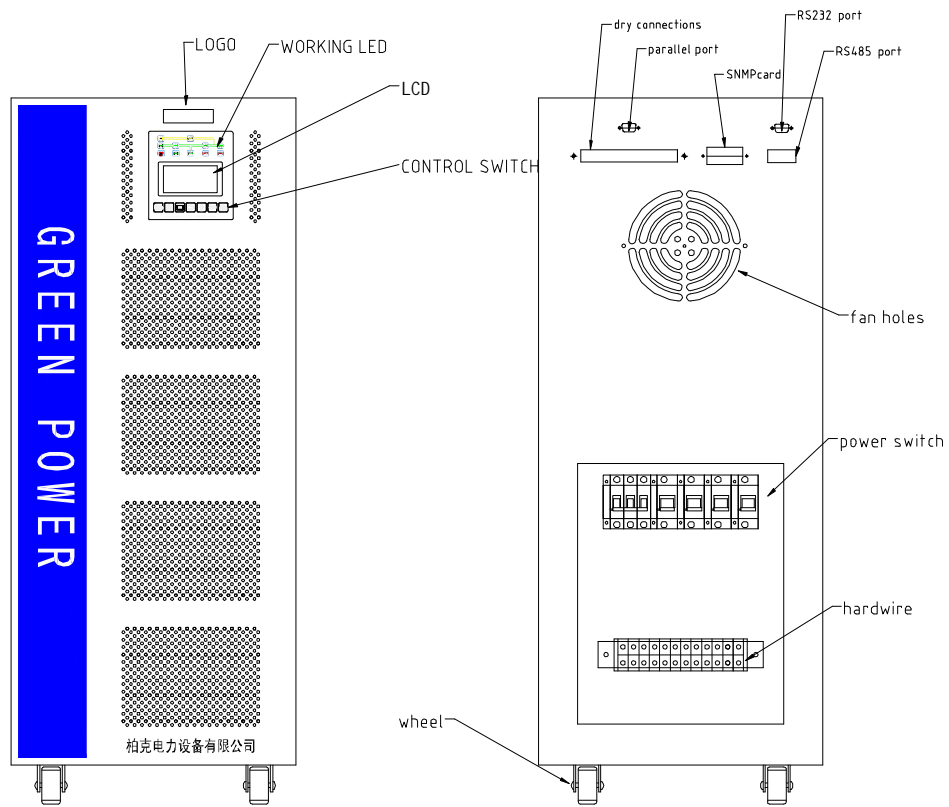 RS232 port
dry connections
parallel port
RS485 port
SNMPcard
LOGO
WORKING LED
LCD
CONTROL SWITCH
GREEN POWER
fan holes
power switch
hardwire
wheel
柏克电力设备有限公司